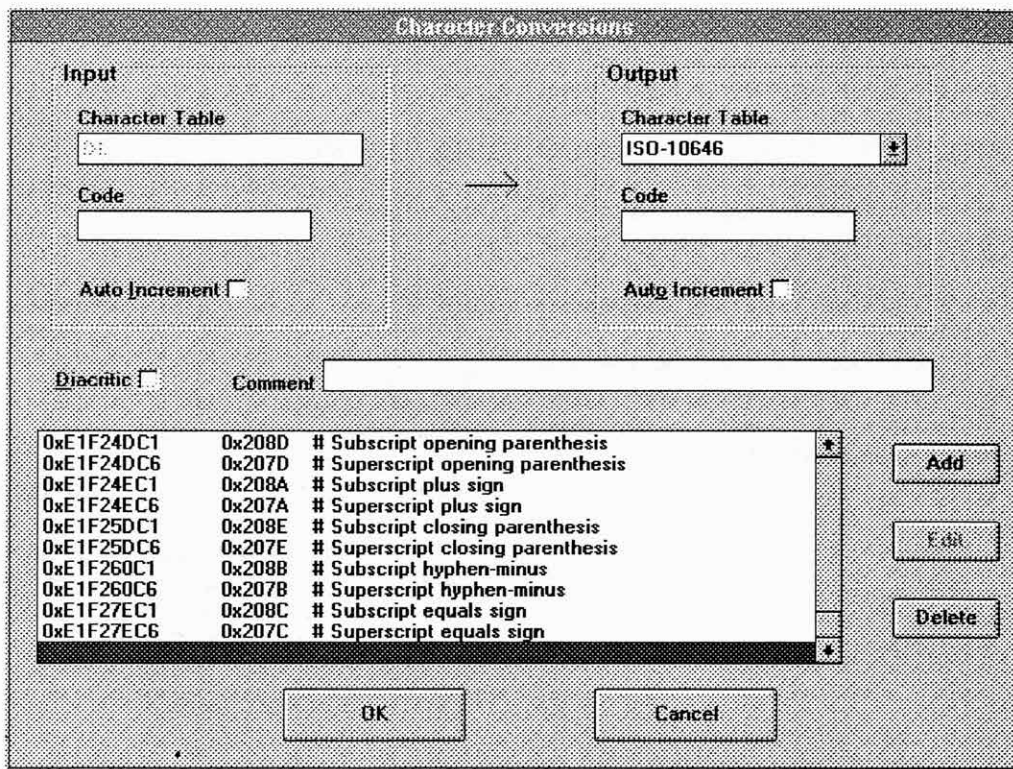 Character Conversions
Input
Character Table
DL
Code
Auto Increment
Output
Character Table
ISO-10646
Code
Auto Increment
Diacritic
Comment
0xE1F24DC1 0x208D # Subscript opening parenthesis
0xE1F24DC6 0x207D # Superscript opening parenthesis
0xE1F24EC1 0x208A # Subscript plus sign
0xE1F24EC6 0x207A # Superscript plus sign
0xE1F25DC1 0x208E # Subscript closing parenthesis
0xE1F25DC6 0x207E # Superscript closing parenthesis
0xE1F260C1 0x208B # Subscript hyphen-minus
0xE1F260C6 0x207B # Superscript hyphen-minus
0xE1F27EC1 0x208C # Subscript equals sign
0xE1F27EC6 0x207C # Superscript equals sign
Add
Edit
Delete
OK
Cancel